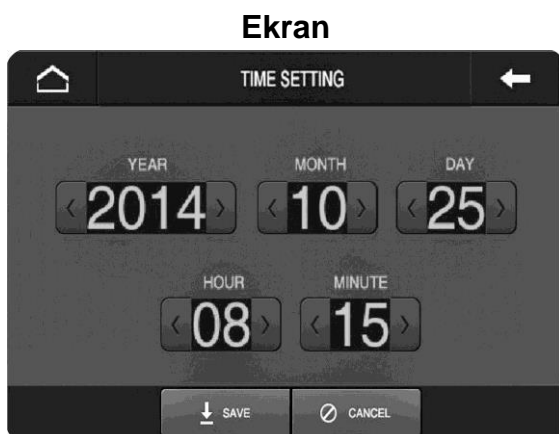 Ekran
TIME SETTING
YEAR MONTH DAY
2014 10 25
HOUR MINUTE
08 15
SAVE CANCEL